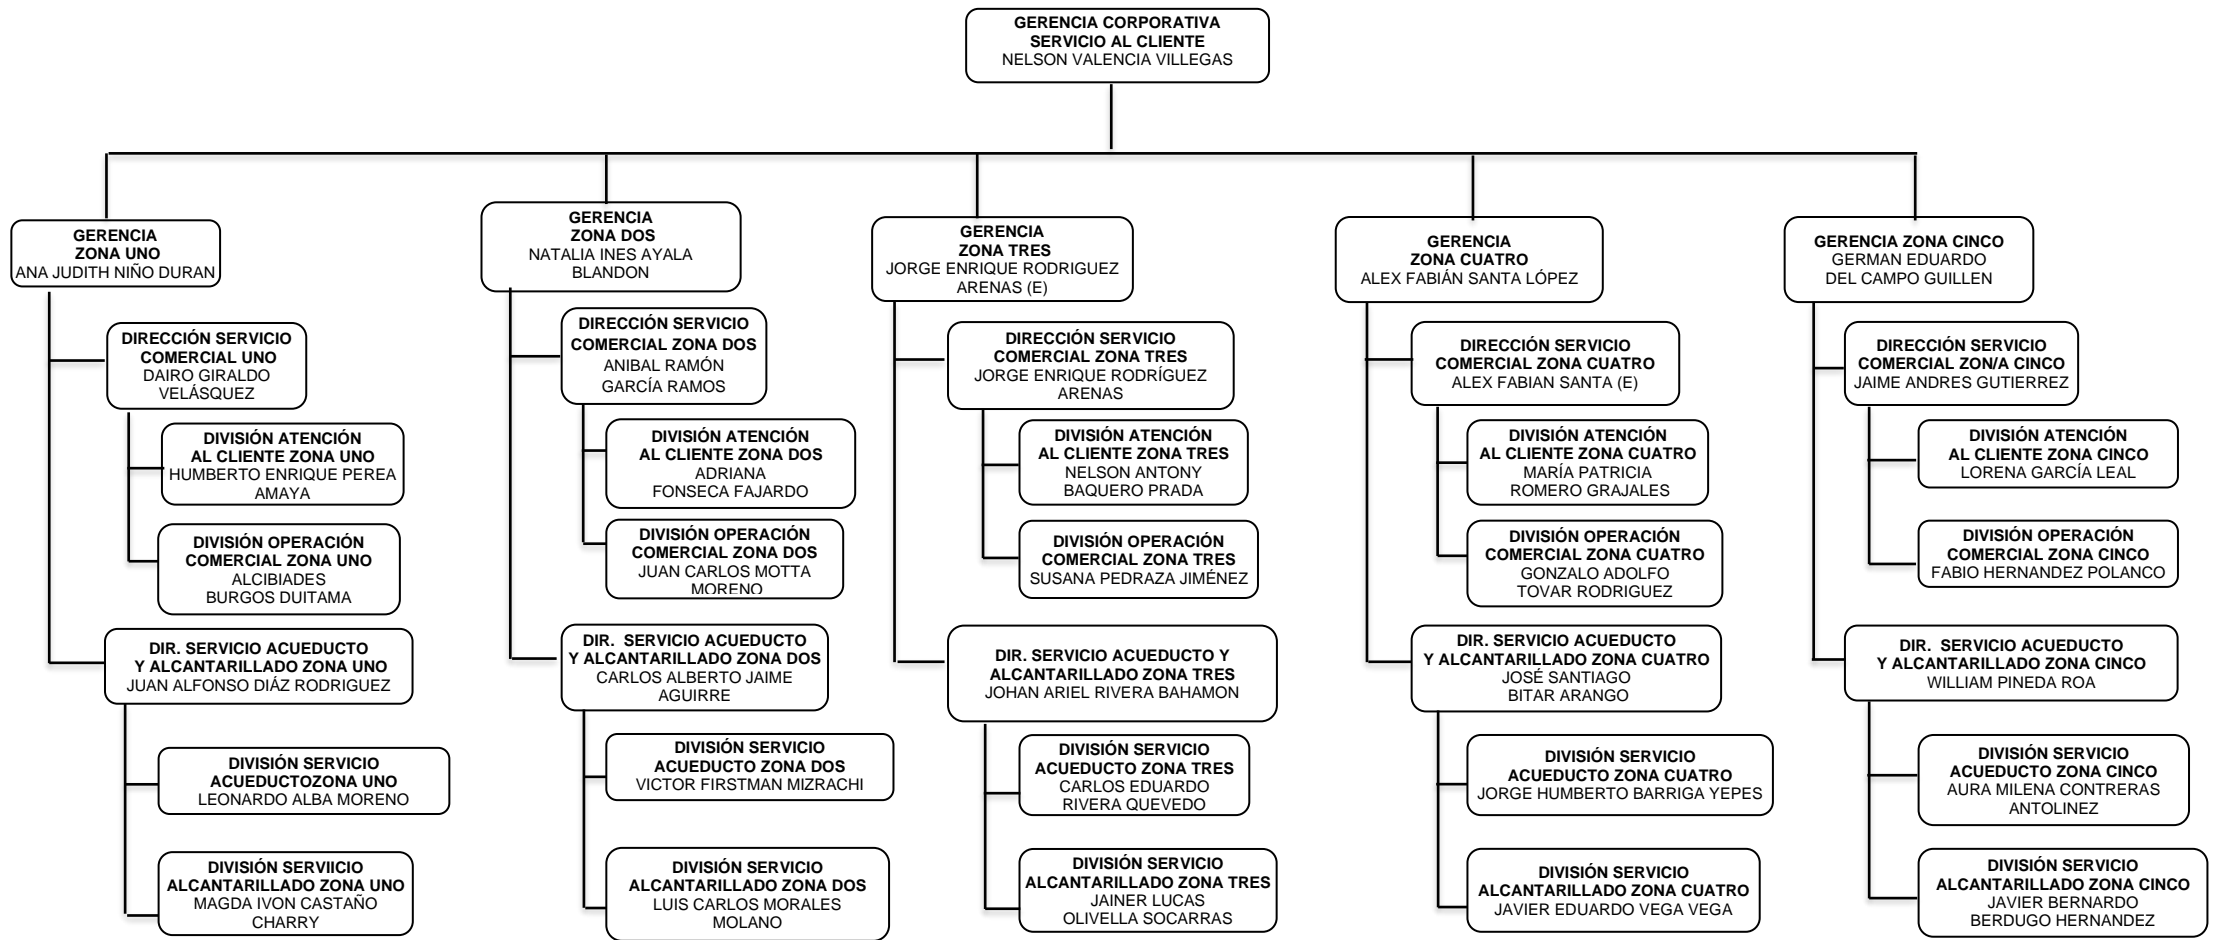 GERENCIA CORPORATIVA
SERVICIO AL CLIENTE
NELSON VALENCIA VILLEGAS
GERENCIA
ZONA UNO
ANA JUDITH NIÑO DURAN
DIRECCIÓN SERVICIO
COMERCIAL UNO
DAIRO GIRALDO
VELÁSQUEZ
DIVISIÓN ATENCIÓN
AL CLIENTE ZONA UNO
HUMBERTO ENRIQUE PEREA
AMAYA
DIVISIÓN OPERACIÓN
COMERCIAL ZONA UNO
ALCIBIADES
BURGOS DUITAMA
DIR. SERVICIO ACUEDUCTO
Y ALCANTARILLADO ZONA UNO
JUAN ALFONSO DIÁZ RODRIGUEZ
DIVISIÓN SERVICIO
ACUEDUCTOZONA UNO
LEONARDO ALBA MORENO
DIVISIÓN SERVIICIO
ALCANTARILLADO ZONA UNO
MAGDA IVON CASTAÑO
CHARRY
GERENCIA
ZONA DOS
NATALIA INES AYALA
BLANDON
DIRECCIÓN SERVICIO
COMERCIAL ZONA DOS
ANIBAL RAMÓN
GARCÍA RAMOS
DIVISIÓN ATENCIÓN
AL CLIENTE ZONA DOS
ADRIANA
FONSECA FAJARDO
DIVISIÓN OPERACIÓN
COMERCIAL ZONA DOS
JUAN CARLOS MOTTA
MORENO
DIR. SERVICIO ACUEDUCTO
Y ALCANTARILLADO ZONA DOS
CARLOS ALBERTO JAIME
AGUIRRE
DIVISIÓN SERVICIO
ACUEDUCTO ZONA DOS
VICTOR FIRSTMAN MIZRACHI
DIVISIÓN SERVICIO
ALCANTARILLADO ZONA DOS
LUIS CARLOS MORALES
MOLANO
GERENCIA
ZONA TRES
JORGE ENRIQUE RODRIGUEZ
ARENAS (E)
DIRECCIÓN SERVICIO
COMERCIAL ZONA TRES
JORGE ENRIQUE RODRÍGUEZ
ARENAS
DIVISIÓN ATENCIÓN
AL CLIENTE ZONA TRES
NELSON ANTONY
BAQUERO PRADA
DIVISIÓN OPERACIÓN
COMERCIAL ZONA TRES
SUSANA PEDRAZA JIMÉNEZ
DIR. SERVICIO ACUEDUCTO Y
ALCANTARILLADO ZONA TRES
JOHAN ARIEL RIVERA BAHAMON
DIVISIÓN SERVICIO
ACUEDUCTO ZONA TRES
CARLOS EDUARDO
RIVERA QUEVEDO
DIVISIÓN SERVICIO
ALCANTARILLADO ZONA TRES
JAINER LUCAS
OLIVELLA SOCARRAS
GERENCIA
ZONA CUATRO
ALEX FABIÁN SANTA LÓPEZ
DIRECCIÓN SERVICIO
COMERCIAL ZONA CUATRO
ALEX FABIAN SANTA (E)
DIVISIÓN ATENCIÓN
AL CLIENTE ZONA CUATRO
MARÍA PATRICIA
ROMERO GRAJALES
DIVISIÓN OPERACIÓN
COMERCIAL ZONA CUATRO
GONZALO ADOLFO
TOVAR RODRIGUEZ
DIR. SERVICIO ACUEDUCTO
Y ALCANTARILLADO ZONA CUATRO
JOSÉ SANTIAGO
BITAR ARANGO
DIVISIÓN SERVICIO
ACUEDUCTO ZONA CUATRO
JORGE HUMBERTO BARRIGA YEPES
DIVISIÓN SERVICIO
ALCANTARILLADO ZONA CUATRO
JAVIER EDUARDO VEGA VEGA
GERENCIA ZONA CINCO
GERMAN EDUARDO
DEL CAMPO GUILLEN
DIRECCIÓN SERVICIO
COMERCIAL ZON/A CINCO
JAIME ANDRES GUTIERREZ
DIVISIÓN ATENCIÓN
AL CLIENTE ZONA CINCO
LORENA GARCÍA LEAL
DIVISIÓN OPERACIÓN
COMERCIAL ZONA CINCO
FABIO HERNANDEZ POLANCO
DIR. SERVICIO ACUEDUCTO
Y ALCANTARILLADO ZONA CINCO
WILLIAM PINEDA ROA
DIVISIÓN SERVICIO
ACUEDUCTO ZONA CINCO
AURA MILENA CONTRERAS
ANTOLINEZ
DIVISIÓN SERVICIO
ALCANTARILLADO ZONA CINCO
JAVIER BERNARDO
BERDUGO HERNANDEZ